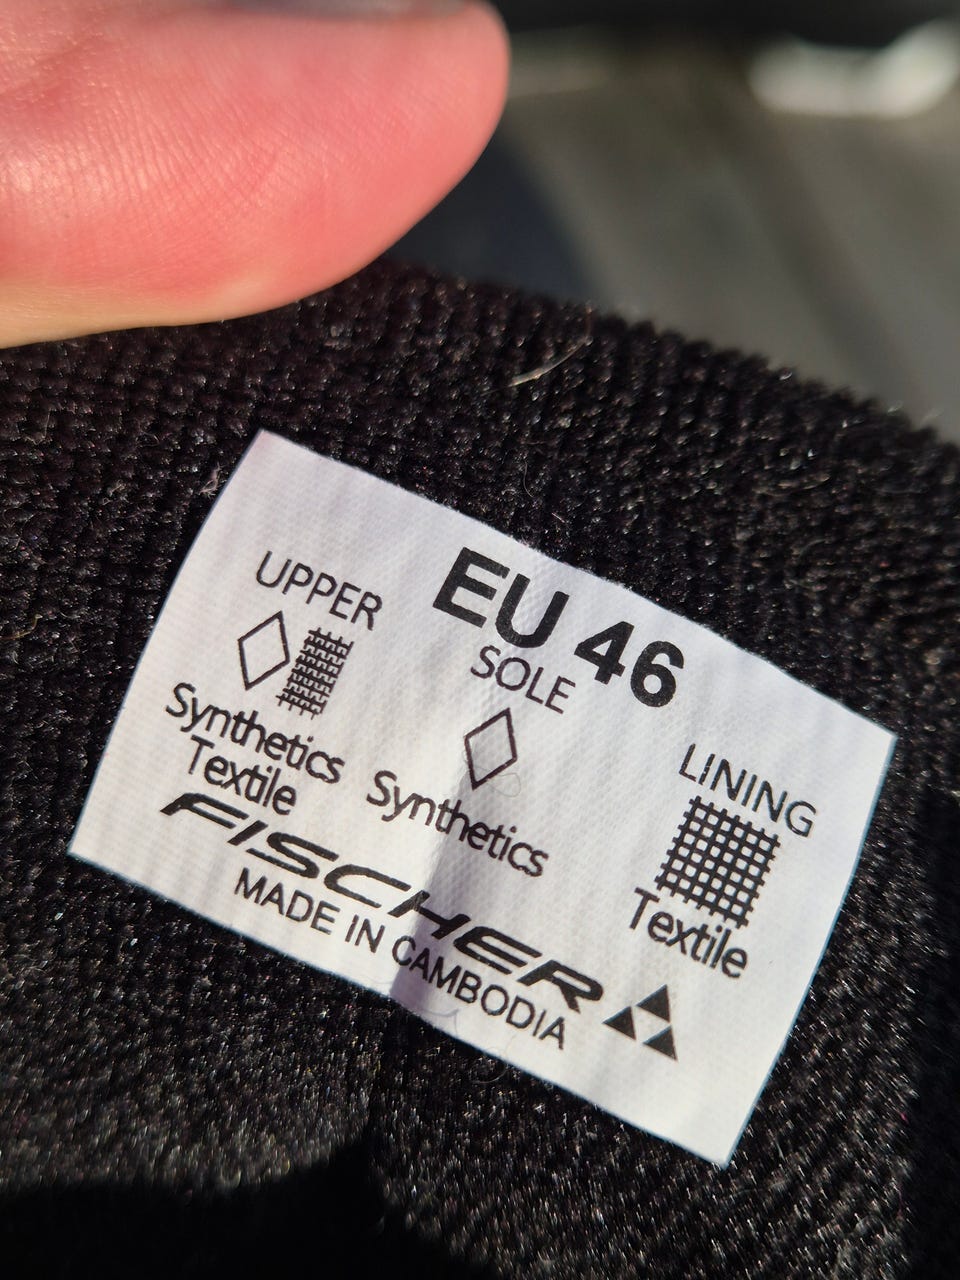 EU 46
UPPER
Synthetics
Textile
SOLE
Synthetics
LINING
Textile
FISCHER
MADE IN CAMBODIA